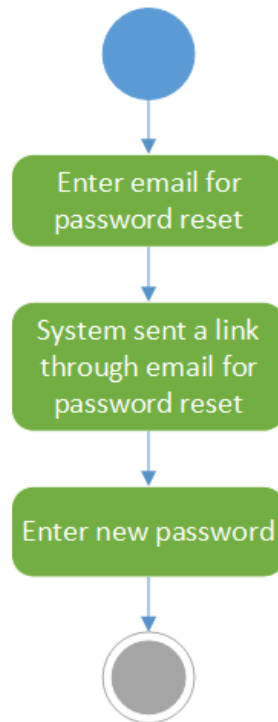 Enter email for
password reset
System sent a link
through email for
password reset
Enter new password